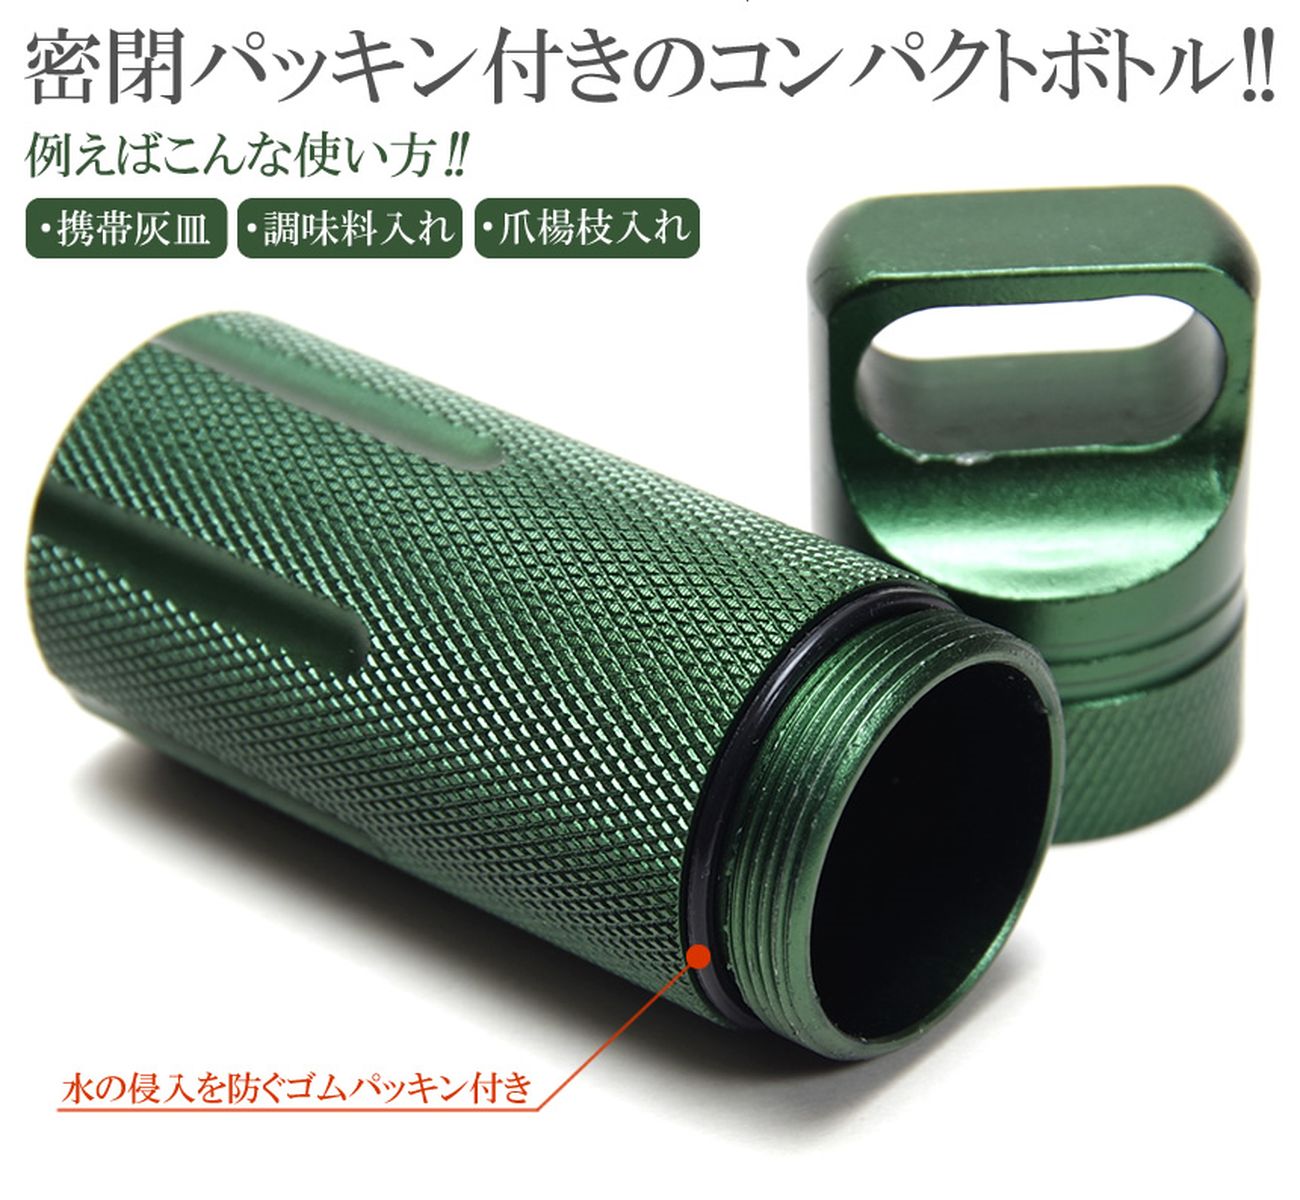 密閉パッキン付きのコンパクトボトル!!
例えばこんな使い方!!
・携帯灰皿 ・調味料入れ ・爪楊枝入れ
水の侵入を防ぐゴムパッキン付き